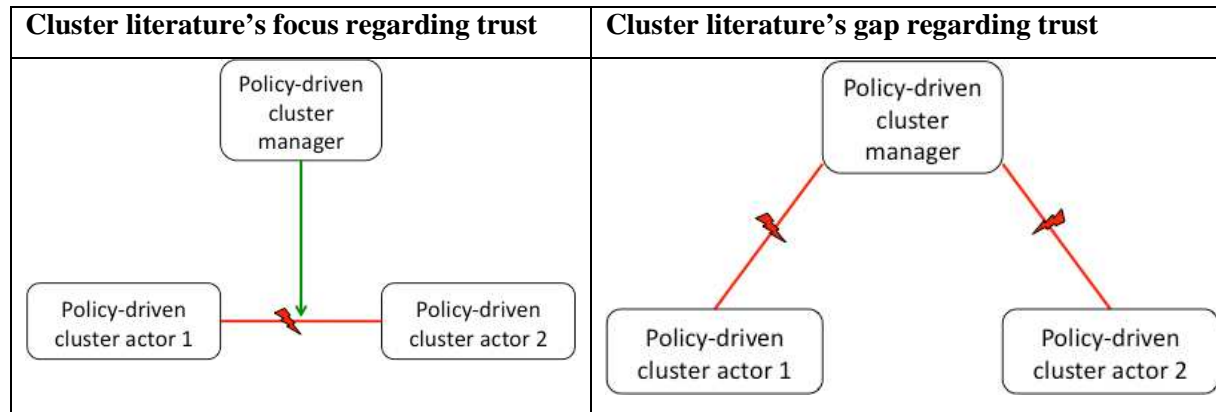 Cluster literature’s focus regarding trust
Cluster literature’s gap regarding trust
Policy-driven
cluster
manager
Policy-driven
cluster actor 1
Policy-driven
cluster actor 2
Policy-driven
cluster
manager
Policy-driven
cluster actor 1
Policy-driven
cluster actor 2